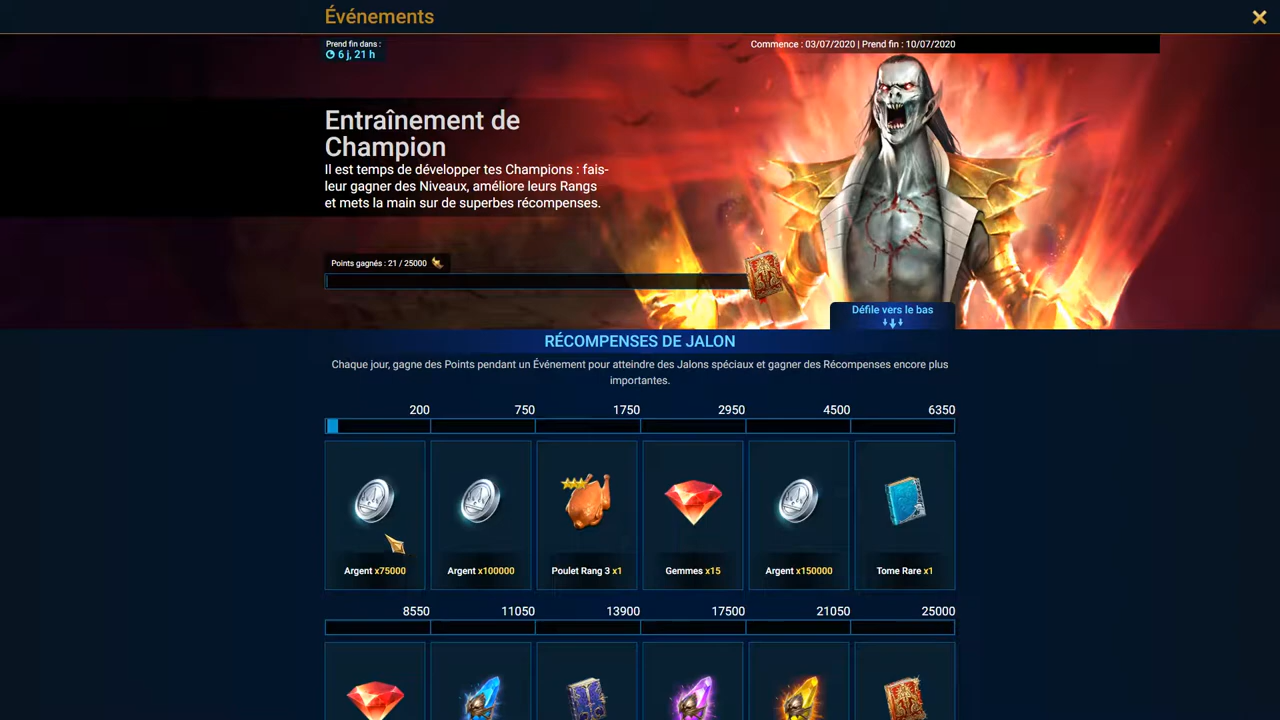 Événements
Prend fin dans :
6 j, 21 h
Commence : 03/07/2020 | Prend fin : 10/07/2020
Entraînement de
Champion
Il est temps de développer tes Champions : fais-
leur gagner des Niveaux, améliore leurs Rangs
et mets la main sur de superbes récompenses.
Points gagnés : 21 / 25000
Défile vers le bas
RÉCOMPENSES DE JALON
Chaque jour, gagne des Points pendant un Événement pour atteindre des Jalons spéciaux et gagner des Récompenses encore plus
importantes.
200 750 1750 2950 4500 6350
Argent x75000 Argent x100000 Poulet Rang 3 x1 Gemmes x15 Argent x150000 Tome Rare x1
8550 11050 13900 17500 21050 25000